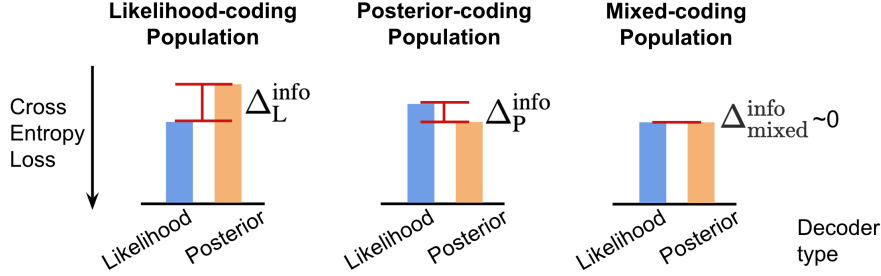 Likelihood-coding
Population
Posterior-coding
Population
Mixed-coding
Population
Cross
Entropy
Loss
Δ_L^info
Δ_P^info
Δ_mixed^info ~0
Likelihood
Posterior
Likelihood
Posterior
Likelihood
Posterior
Decoder
type